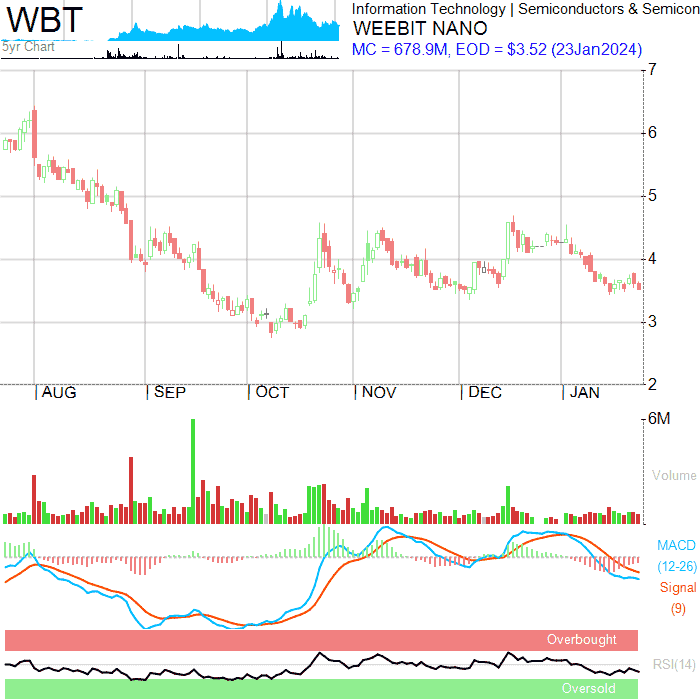 WBT
5yr Chart
Information Technology | Semiconductors & Semicon
WEEBIT NANO
MC = 678.9M, EOD = $3.52 (23Jan2024)
7
6
5
4
3
2
AUG
SEP
OCT
NOV
DEC
JAN
6M
Volume
MACD
(12-26)
Signal
(9)
Overbought
RSI(14)
Oversold